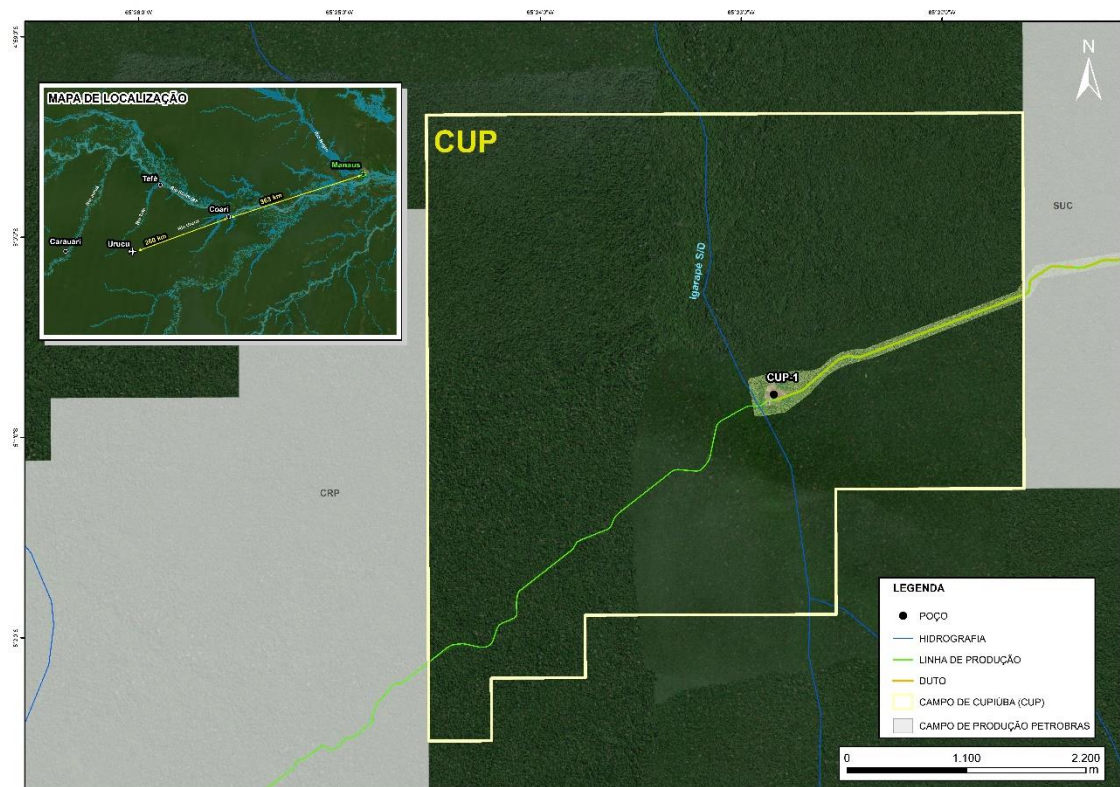 MAPA DE LOCALIZAÇÃO
Manaus
Tefé
363 km
Coari
Carauari
Urucu
280 km
CUP
N
SUC
Igarapé S/D
CUP-1
CRP
LEGENDA
POÇO
HIDROGRAFIA
LINHA DE PRODUÇÃO
DUTO
CAMPO DE CUPIÚBA (CUP)
CAMPO DE PRODUÇÃO PETROBRAS
0 1.100 2.200
m